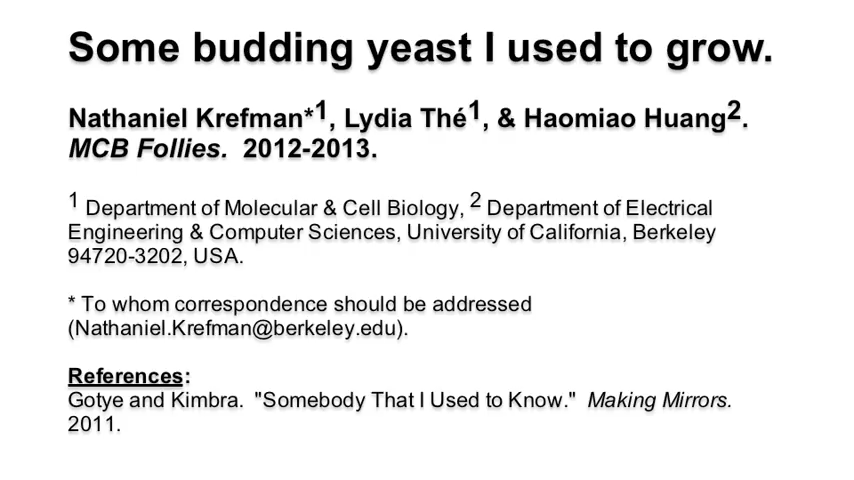 Some budding yeast I used to grow.
Nathaniel Krefman*1, Lydia Thé1, & Haomiao Huang2.
MCB Follies.  2012-2013.
1 Department of Molecular & Cell Biology, 2 Department of Electrical
Engineering & Computer Sciences, University of California, Berkeley
94720-3202, USA.
* To whom correspondence should be addressed
(Nathaniel.Krefman@berkeley.edu).
References:
Gotye and Kimbra.  "Somebody That I Used to Know."  Making Mirrors.
2011.